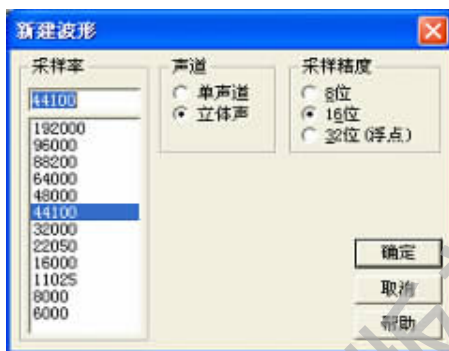 新建波形
采样率
44100
192000
96000
88200
64000
48000
44100
32000
22050
16000
11025
8000
6000
声道
单声道
立体声
采样精度
8位
16位
32位 (浮点)
确定
取消
帮助